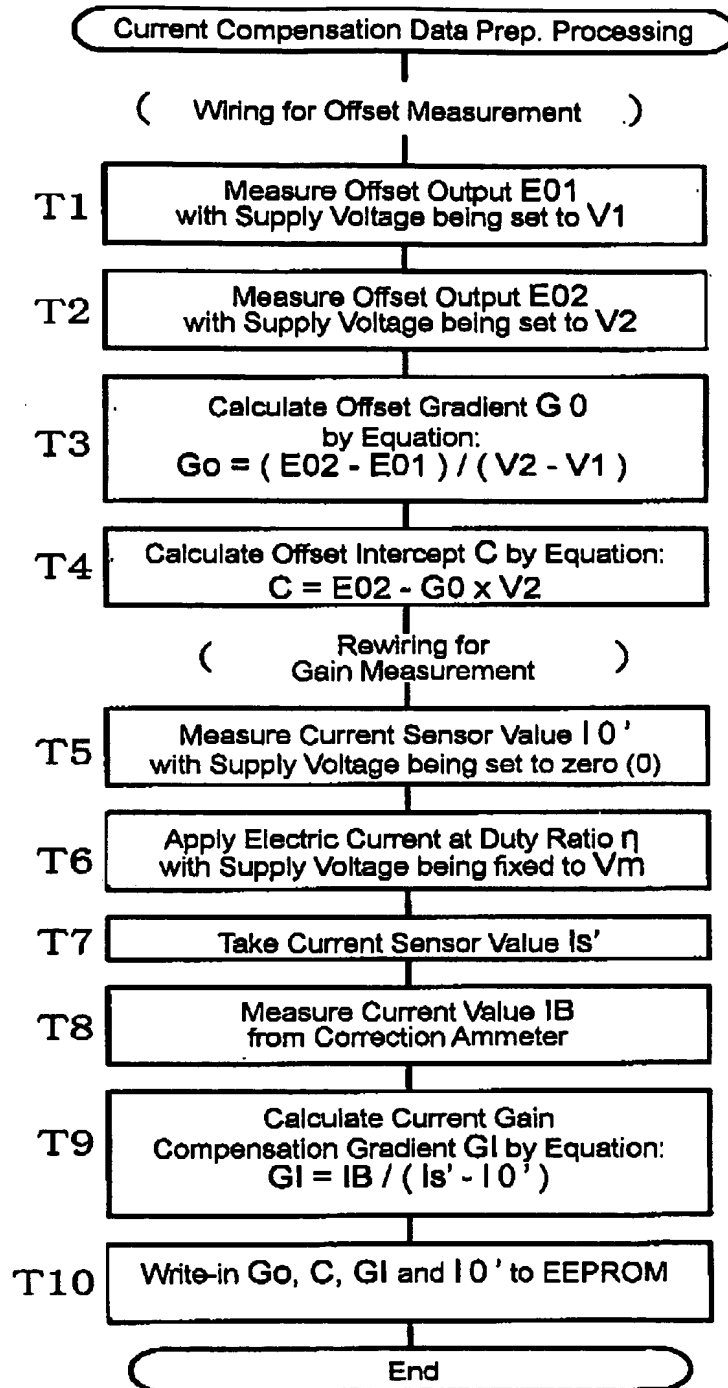 Current Compensation Data Prep. Processing
( Wiring for Offset Measurement )
T1
Measure Offset Output E01
with Supply Voltage being set to V1
T2
Measure Offset Output E02
with Supply Voltage being set to V2
T3
Calculate Offset Gradient G 0
by Equation:
Go = ( E02 - E01 ) / ( V2 - V1 )
T4
Calculate Offset Intercept C by Equation:
C = E02 - G0 x V2
( Rewiring for
Gain Measurement )
T5
Measure Current Sensor Value I 0 '
with Supply Voltage being set to zero (0)
T6
Apply Electric Current at Duty Ratio η
with Supply Voltage being fixed to Vm
T7
Take Current Sensor Value Is'
T8
Measure Current Value IB
from Correction Ammeter
T9
Calculate Current Gain
Compensation Gradient GI by Equation:
GI = IB / ( Is' - I 0 ' )
T10
Write-in Go, C, GI and I 0 ' to EEPROM
End